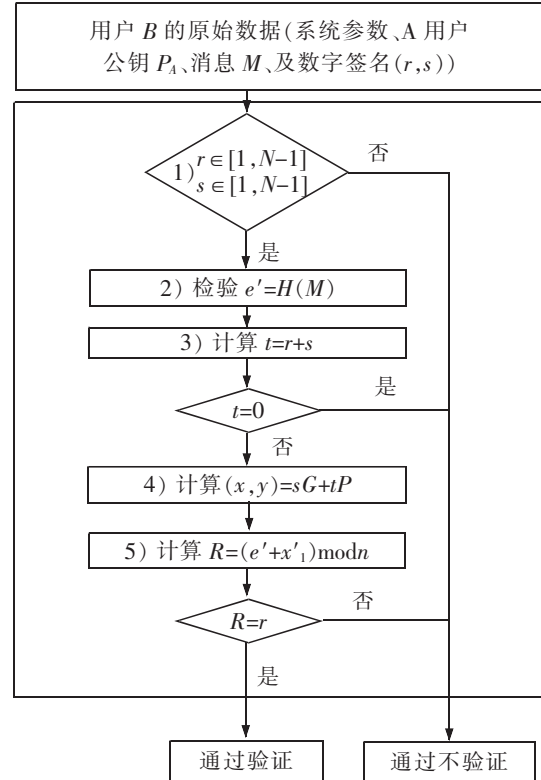 用户 B 的原始数据(系统参数、A 用户
公钥 P_A、消息 M、及数字签名(r,s))
1) r∈[1,N-1]
s∈[1,N-1]
否
是
2) 检验 e′=H(M)
3) 计算 t=r+s
是
t=0
否
4) 计算(x,y)=sG+tP
5) 计算 R=(e′+x′₁)modn
否
R=r
是
通过验证
通过不验证